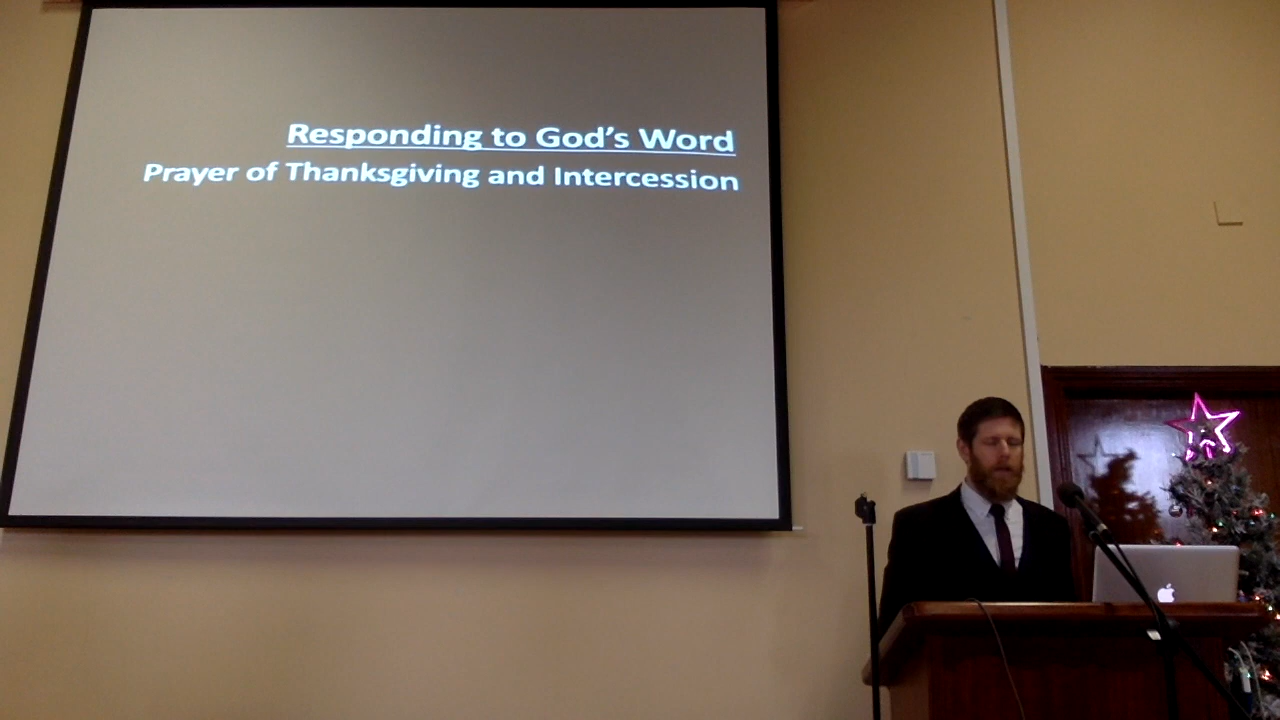 Responding to God's Word
Prayer of Thanksgiving and Intercession